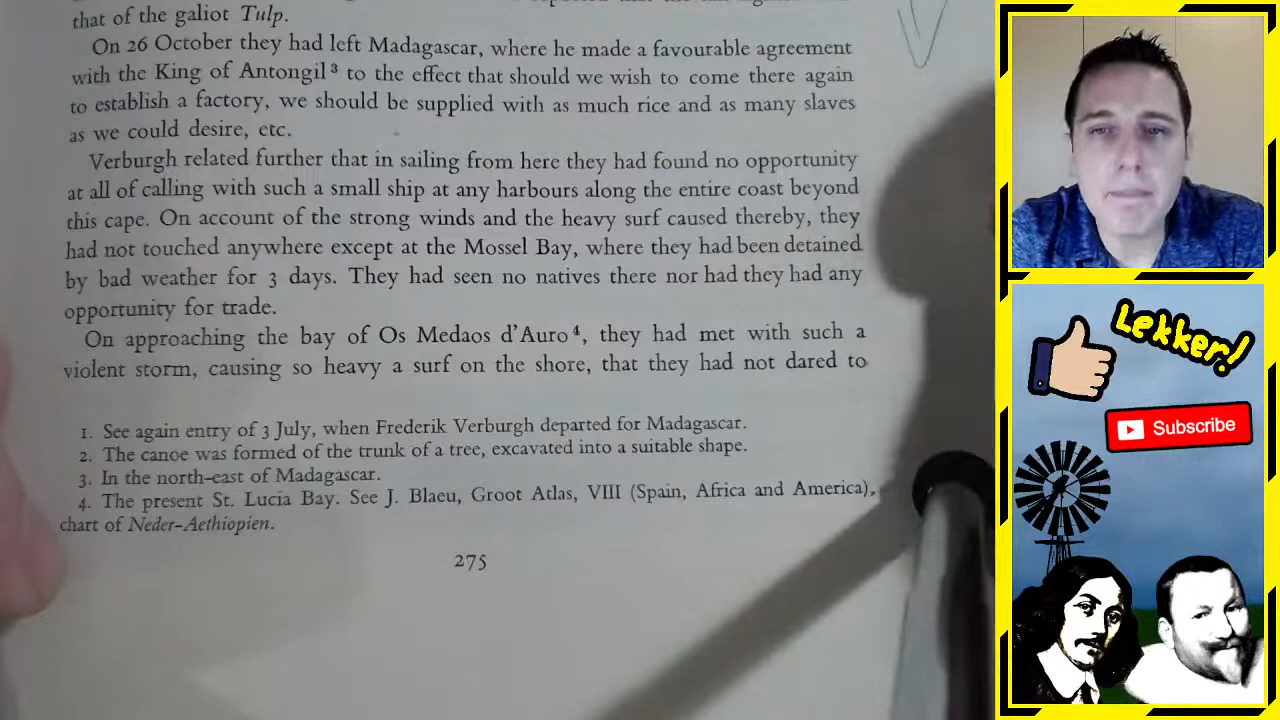 that of the galiot Tulp.
On 26 October they had left Madagascar, where he made a favourable agreement
with the King of Antongil³ to the effect that should we wish to come there again
to establish a factory, we should be supplied with as much rice and as many slaves
as we could desire, etc.
Verburgh related further that in sailing from here they had found no opportunity
at all of calling with such a small ship at any harbours along the entire coast beyond
this cape. On account of the strong winds and the heavy surf caused thereby, they
had not touched anywhere except at the Mossel Bay, where they had been detained
by bad weather for 3 days. They had seen no natives there nor had they had any
opportunity for trade.
On approaching the bay of Os Medaos d'Auro⁴, they had met with such a
violent storm, causing so heavy a surf on the shore, that they had not dared to
1. See again entry of 3 July, when Frederik Verburgh departed for Madagascar.
2. The canoe was formed of the trunk of a tree, excavated into a suitable shape.
3. In the north-east of Madagascar.
4. The present St. Lucia Bay. See J. Blaeu, Groot Atlas, VIII (Spain, Africa and America),
chart of Neder-Aethiopien.
275
Lekker!
Subscribe